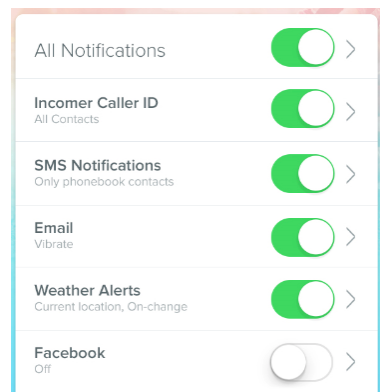 All Notifications
Incomer Caller ID
All Contacts
SMS Notifications
Only phonebook contacts
Email
Vibrate
Weather Alerts
Current location, On-change
Facebook
Off